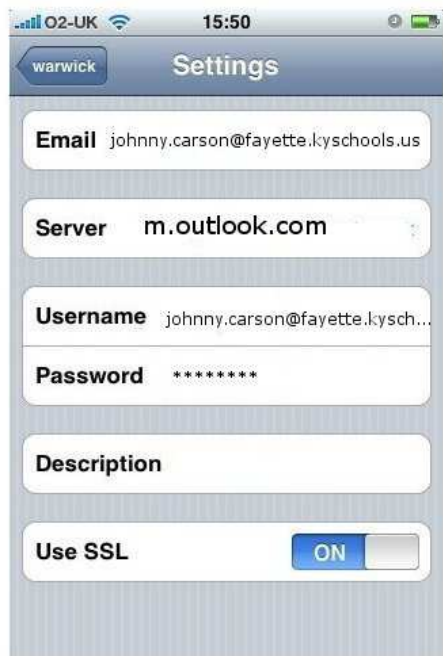 O2-UK 15:50
warwick Settings
Email johnny.carson@fayette.kyschools.us
Server m.outlook.com
Username johnny.carson@fayette.kysch...
Password ********
Description
Use SSL ON